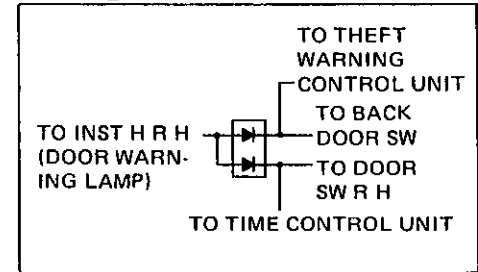 TO THEFT
WARNING
CONTROL UNIT
TO BACK
DOOR SW
TO INST H R H
(DOOR WARN-
ING LAMP)
TO DOOR
SW R H
TO TIME CONTROL UNIT